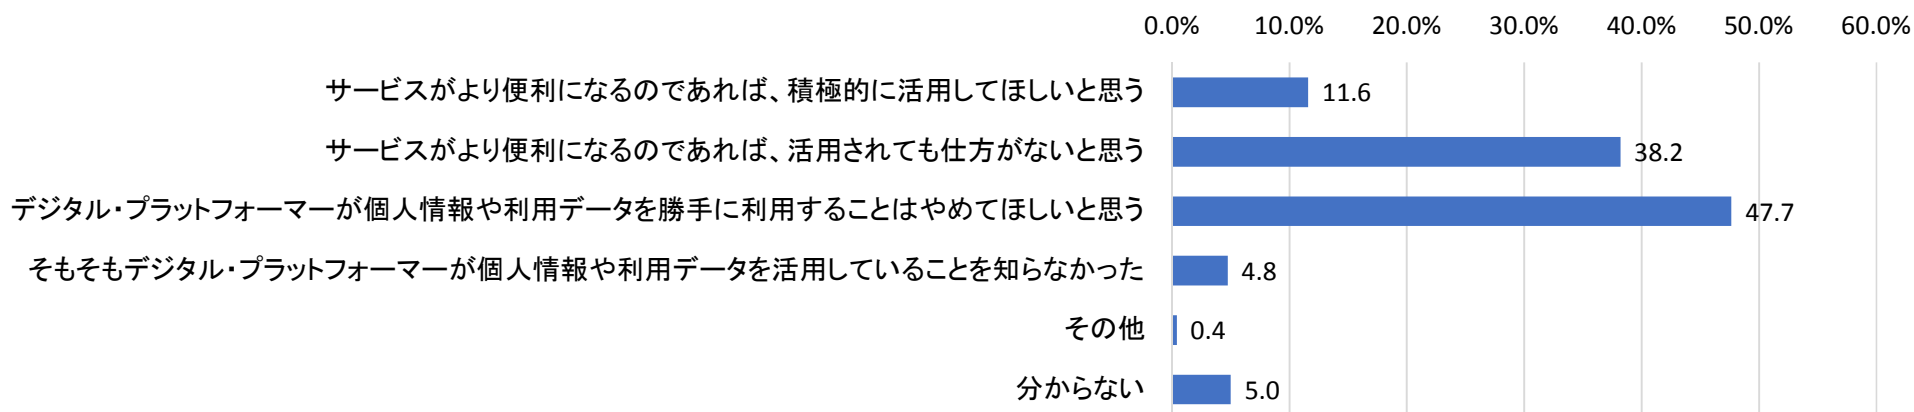 0.0% 10.0% 20.0% 30.0% 40.0% 50.0% 60.0%
サービスがより便利になるのであれば、積極的に活用してほしいと思う 11.6
サービスがより便利になるのであれば、活用されても仕方がないと思う 38.2
デジタル・プラットフォーマーが個人情報や利用データを勝手に利用することはやめてほしいと思う 47.7
そもそもデジタル・プラットフォーマーが個人情報や利用データを活用していることを知らなかった 4.8
その他 0.4
分からない 5.0